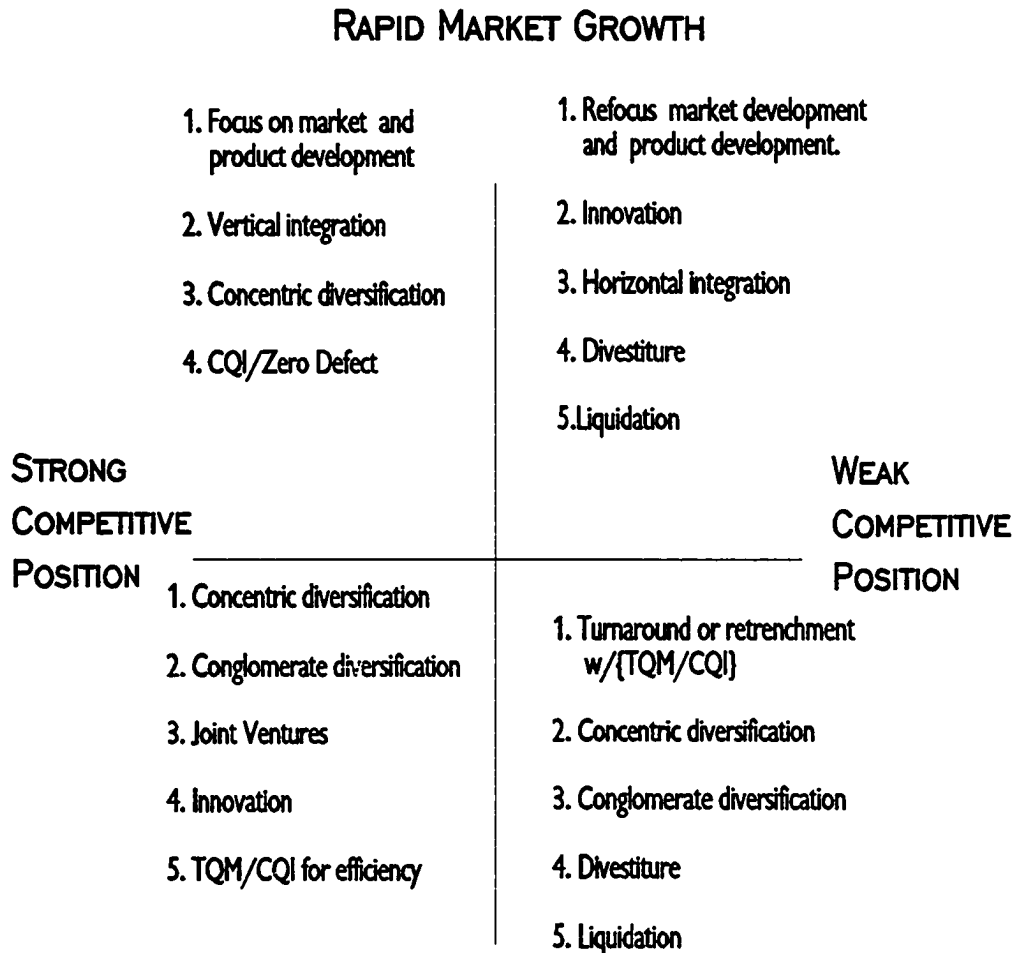 RAPID MARKET GROWTH
1. Focus on market and
product development
2. Vertical integration
3. Concentric diversification
4. CQI/Zero Defect
1. Refocus market development
and product development.
2. Innovation
3. Horizontal integration
4. Divestiture
5.Liquidation
STRONG
COMPETITIVE
POSITION
WEAK
COMPETITIVE
POSITION
1. Concentric diversification
2. Conglomerate diversification
3. Joint Ventures
4. Innovation
5. TQM/CQI for efficiency
1. Turnaround or retrenchment
w/{TQM/CQI}
2. Concentric diversification
3. Conglomerate diversification
4. Divestiture
5. Liquidation